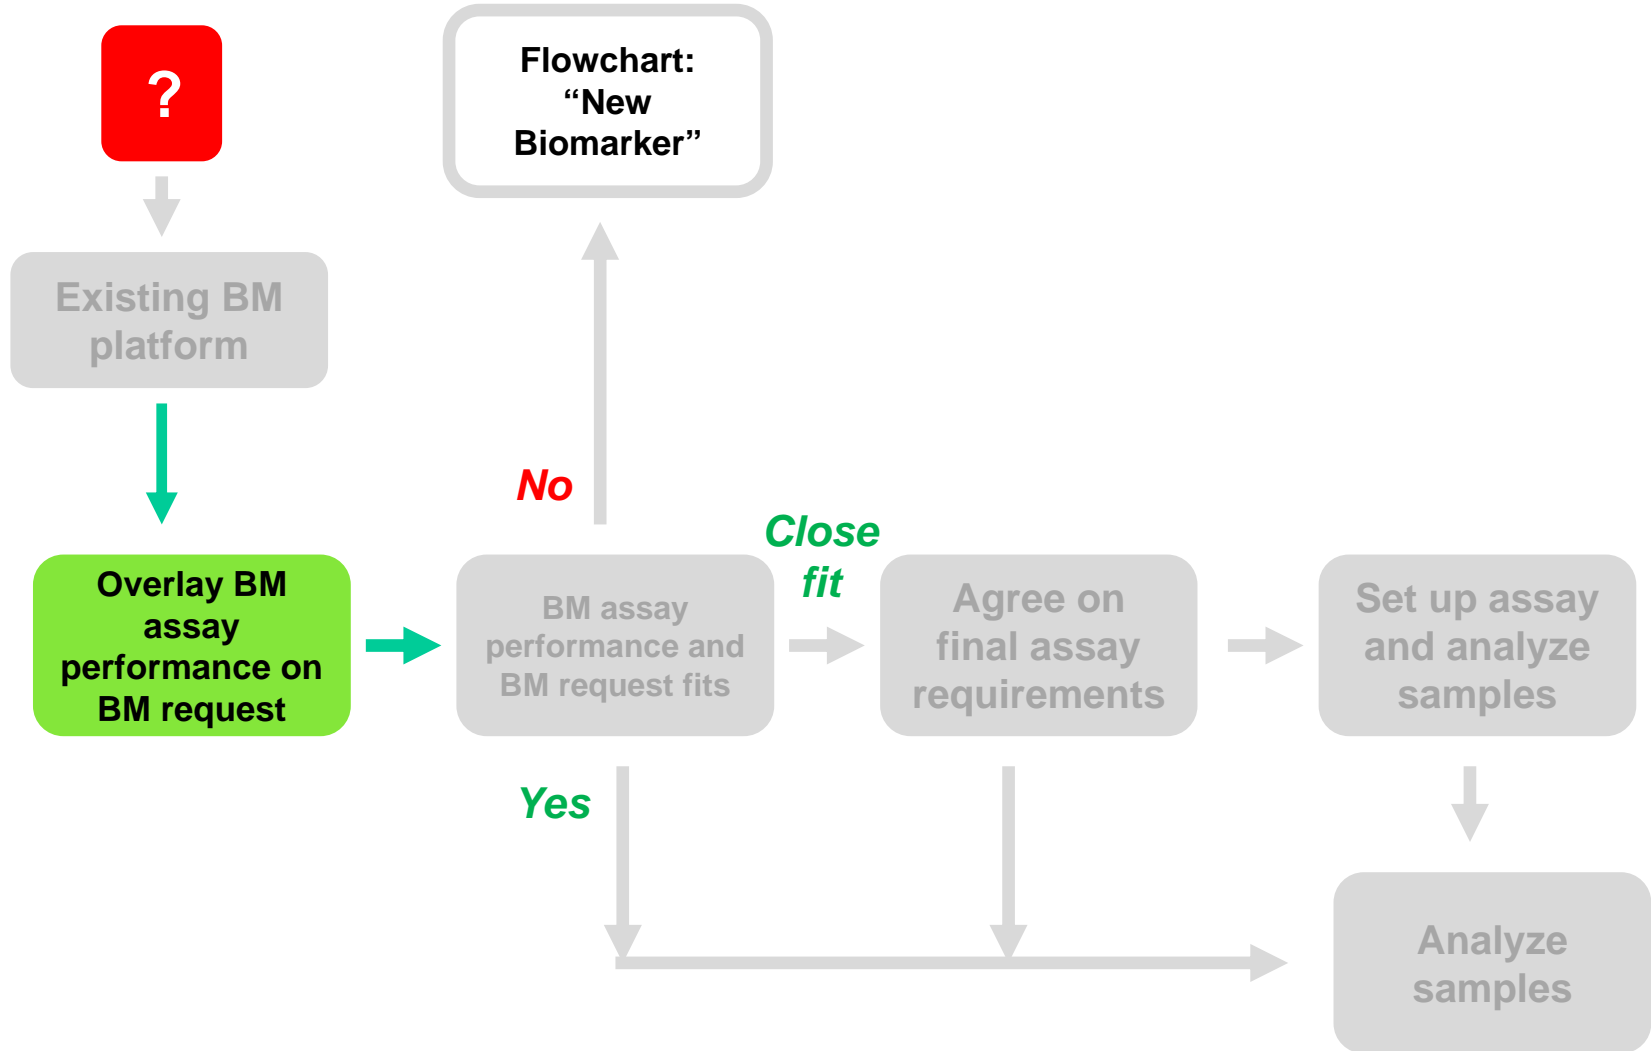 ?
Flowchart:
“New
Biomarker”
Existing BM
platform
No
Close
fit
Overlay BM
assay
performance on
BM request
BM assay
performance and
BM request fits
Agree on
final assay
requirements
Set up assay
and analyze
samples
Yes
Analyze
samples